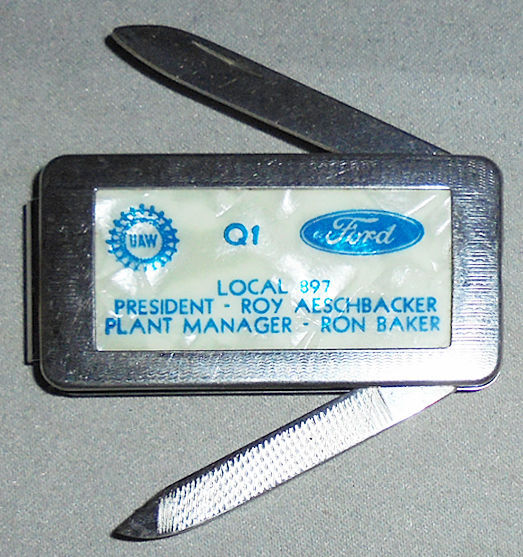 UAW Q1 Ford
LOCAL 897
PRESIDENT - ROY AESCHBACKER
PLANT MANAGER - RON BAKER